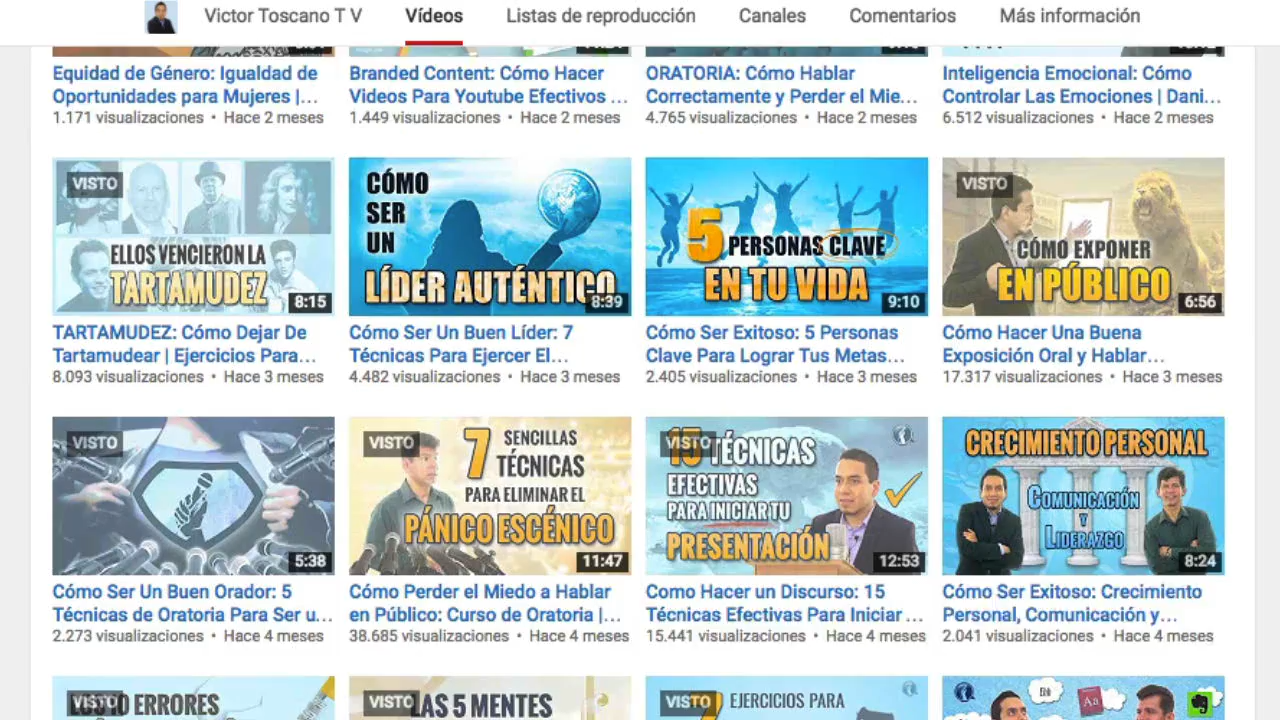 Victor Toscano T V
Vídeos
Listas de reproducción
Canales
Comentarios
Más información
Equidad de Género: Igualdad de
Oportunidades para Mujeres |...
1.171 visualizaciones • Hace 2 meses
Branded Content: Cómo Hacer
Videos Para Youtube Efectivos ...
1.449 visualizaciones • Hace 2 meses
ORATORIA: Cómo Hablar
Correctamente y Perder el Mie...
4.765 visualizaciones • Hace 2 meses
Inteligencia Emocional: Cómo
Controlar Las Emociones | Dani...
6.512 visualizaciones • Hace 2 meses
VISTO
ELLOS VENCIERON LA
TARTAMUDEZ
8:15
TARTAMUDEZ: Cómo Dejar De
Tartamudear | Ejercicios Para...
8.093 visualizaciones • Hace 3 meses
CÓMO
SER
UN
LÍDER AUTÉNTICO
8:39
Cómo Ser Un Buen Líder: 7
Técnicas Para Ejercer El...
4.482 visualizaciones • Hace 3 meses
5 PERSONAS CLAVE
EN TU VIDA
9:10
Cómo Ser Exitoso: 5 Personas
Clave Para Lograr Tus Metas...
2.405 visualizaciones • Hace 3 meses
VISTO
CÓMO EXPONER
EN PÚBLICO
6:56
Cómo Hacer Una Buena
Exposición Oral y Hablar...
17.317 visualizaciones • Hace 3 meses
VISTO
5:38
Cómo Ser Un Buen Orador: 5
Técnicas de Oratoria Para Ser u...
2.273 visualizaciones • Hace 4 meses
VISTO
7 SENCILLAS
TÉCNICAS
PARA ELIMINAR EL
PÁNICO ESCÉNICO
11:47
Cómo Perder el Miedo a Hablar
en Público: Curso de Oratoria |...
38.685 visualizaciones • Hace 4 meses
VISTO
15 TÉCNICAS
EFECTIVAS
PARA INICIAR TU
PRESENTACIÓN
12:53
Como Hacer un Discurso: 15
Técnicas Efectivas Para Iniciar ...
15.441 visualizaciones • Hace 4 meses
CRECIMIENTO PERSONAL
COMUNICACIÓN
Y
LIDERAZGO
8:24
Cómo Ser Exitoso: Crecimiento
Personal, Comunicación y...
2.041 visualizaciones • Hace 4 meses
VISTO
ERRORES
VISTO
LAS 5 MENTES
VISTO
7 EJERCICIOS PARA
Aa